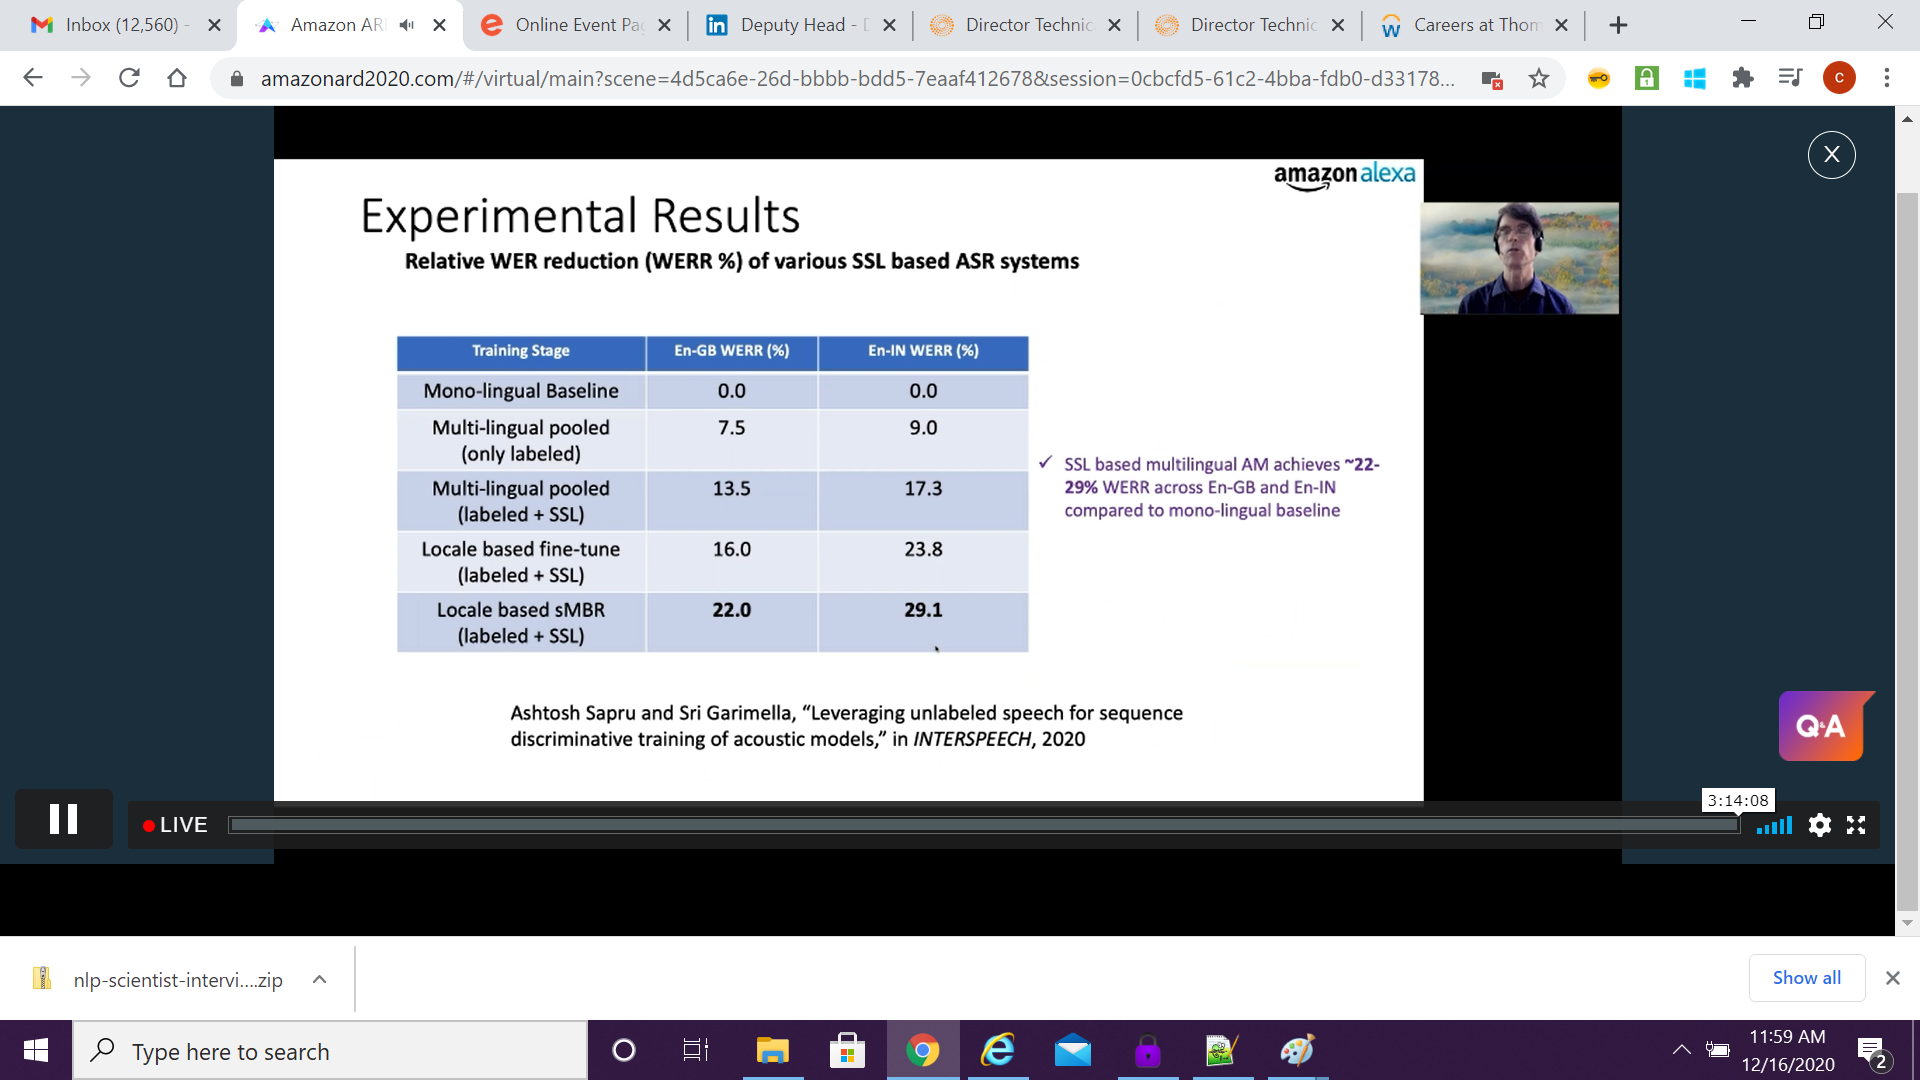 Inbox (12,560) -
Amazon AR
Online Event Pa
Deputy Head - D
Director Technic
Director Technic
Careers at Thom
amazonard2020.com/#/virtual/main?scene=4d5ca6e-26d-bbbb-bdd5-7eaaf412678&session=0cbcfd5-61c2-4bba-fdb0-d33178...
C
amazon alexa
Experimental Results
Relative WER reduction (WERR %) of various SSL based ASR systems
Training Stage En-GB WERR (%) En-IN WERR (%)
Mono-lingual Baseline 0.0 0.0
Multi-lingual pooled 7.5 9.0
(only labeled)
Multi-lingual pooled 13.5 17.3
(labeled + SSL)
Locale based fine-tune 16.0 23.8
(labeled + SSL)
Locale based sMBR 22.0 29.1
(labeled + SSL)
✓ SSL based multilingual AM achieves ~22-
29% WERR across En-GB and En-IN
compared to mono-lingual baseline
Ashtosh Sapru and Sri Garimella, “Leveraging unlabeled speech for sequence
discriminative training of acoustic models,” in INTERSPEECH, 2020
Q&A
3:14:08
LIVE
nlp-scientist-intervi....zip
Show all
Type here to search
11:59 AM
12/16/2020
2